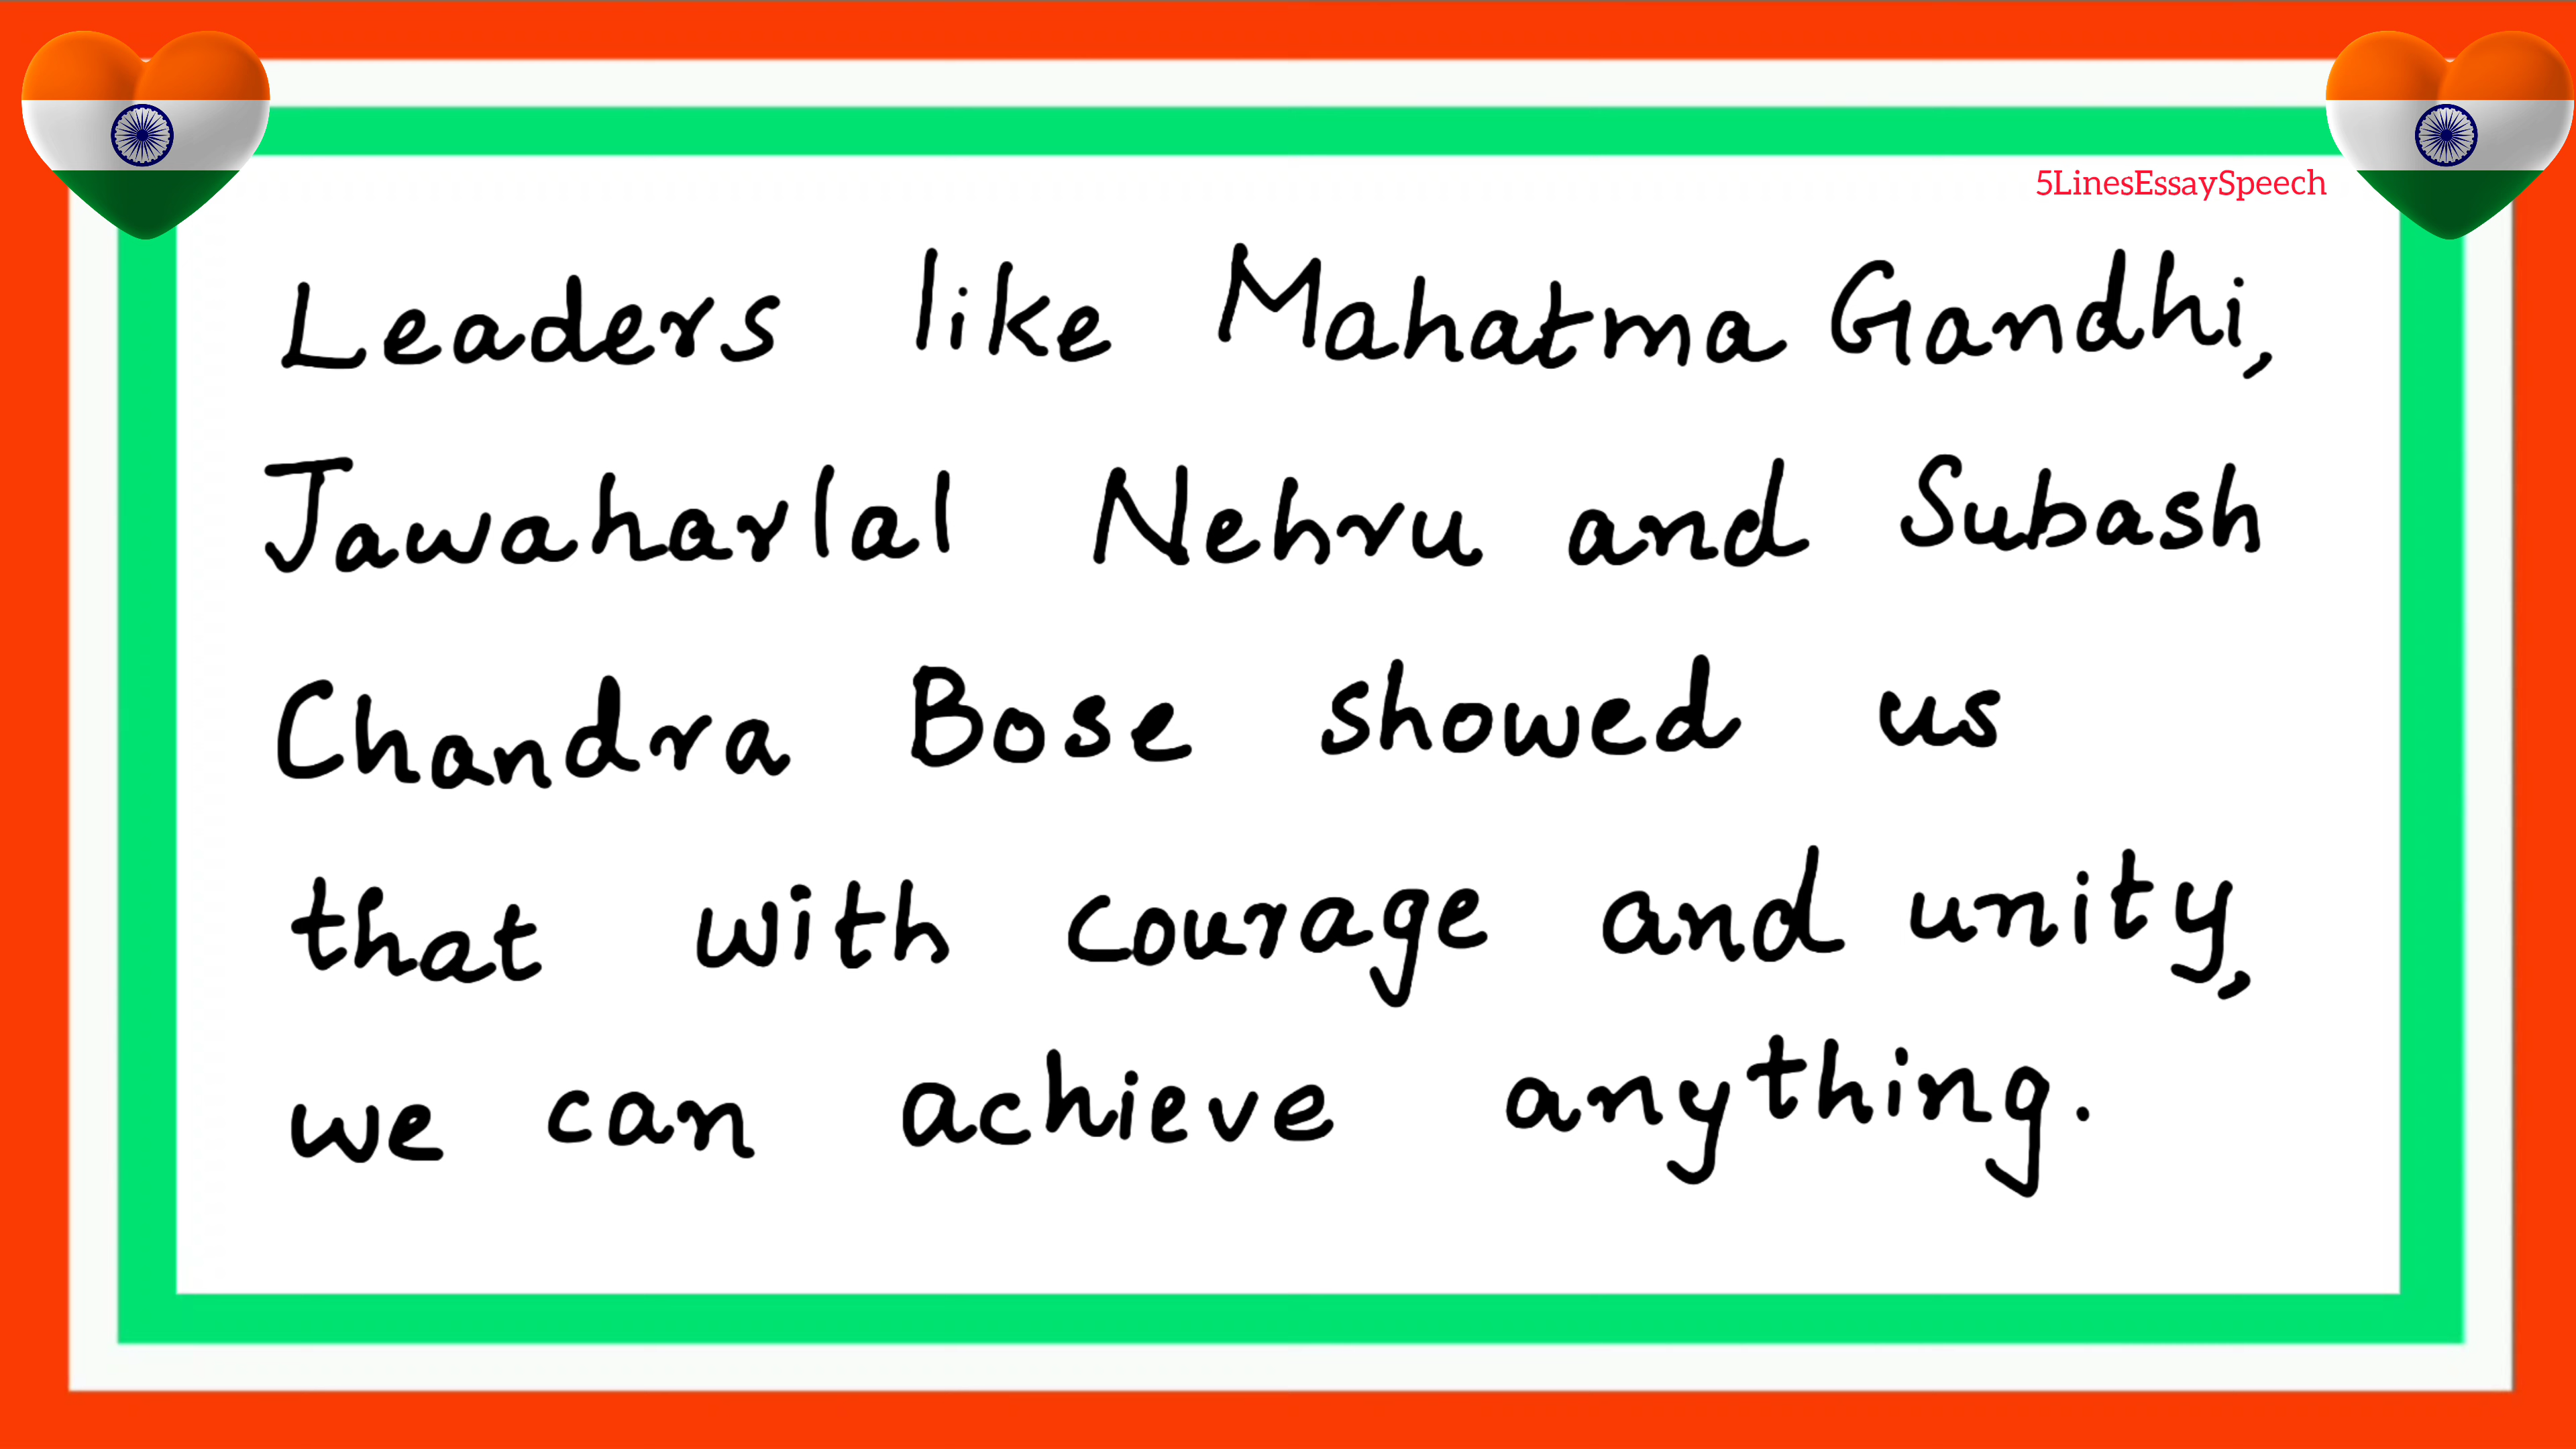 5LinesEssaySpeech
Leaders like Mahatma Gandhi,
Jawaharlal Nehru and Subash
Chandra Bose showed us
that with courage and unity,
we can achieve anything.